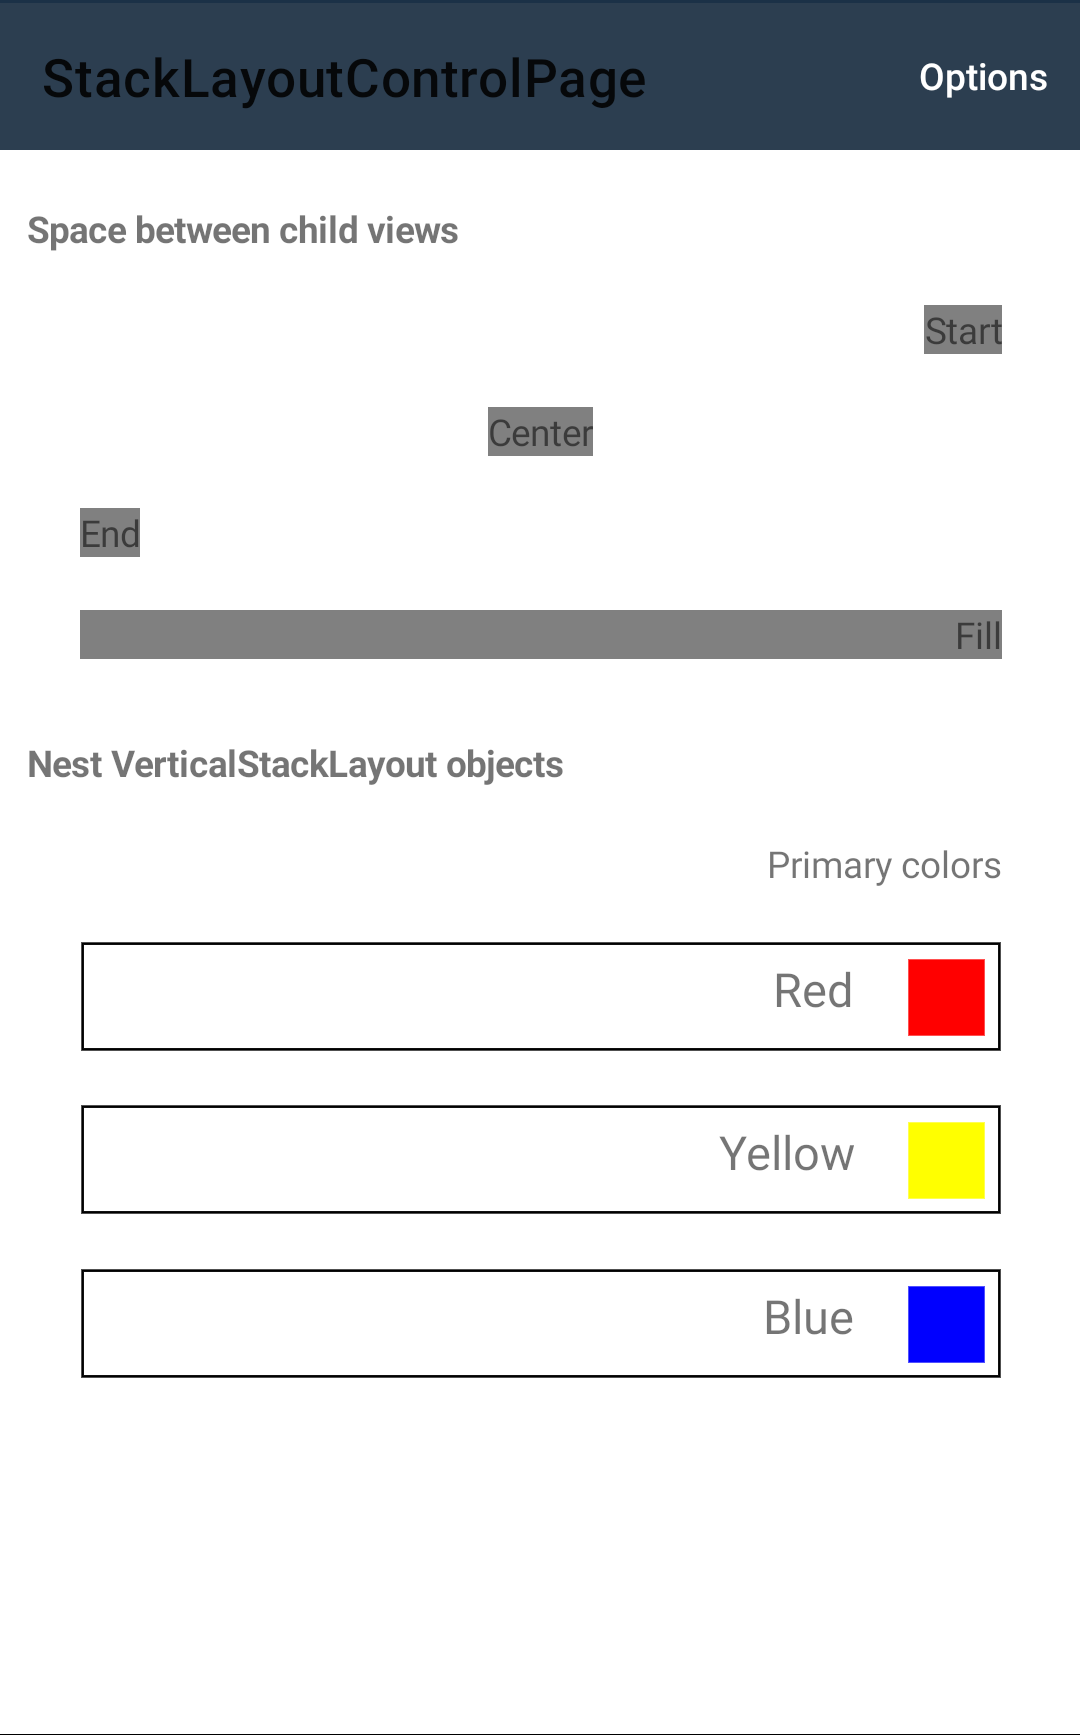 StackLayoutControlPage
Options
Space between child views
Start
Center
End
Fill
Nest VerticalStackLayout objects
Primary colors
Red
Yellow
Blue